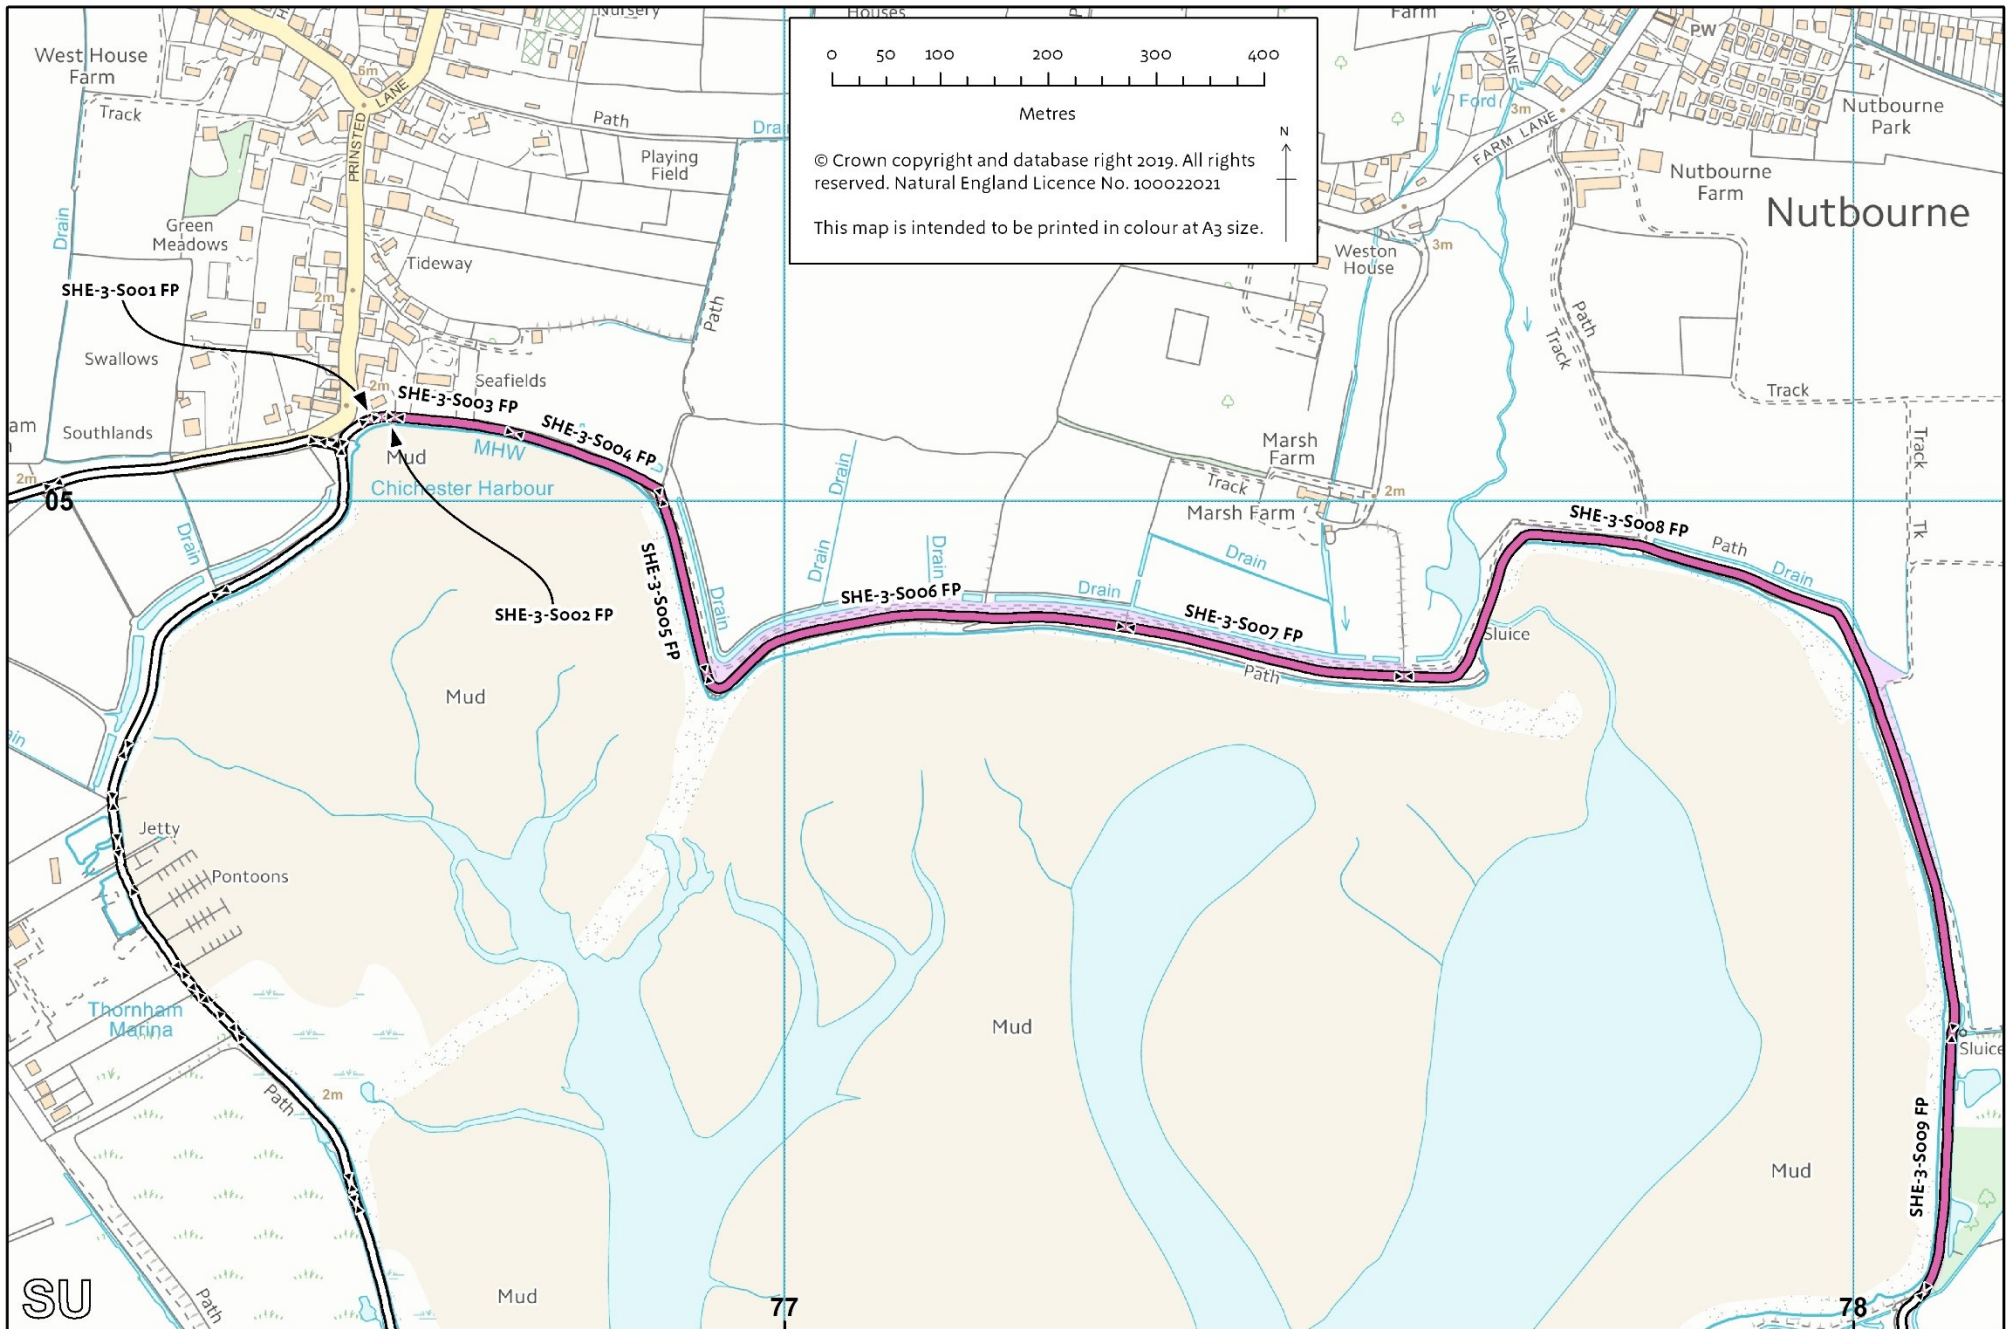 Nursery
Houses
Farm
West House
Farm
6m
LANE
PRINSTED
Track
Path
Playing
Field
Drain
Green
Meadows
Tideway
Path
2m
SHE-3-S001 FP
Swallows
2m
Seafields
SHE-3-S003 FP
SHE-3-S004 FP
Southlands
2m
05
Mud
MHW
Chichester Harbour
Drain
0 50 100 200 300 400
Metres
N
© Crown copyright and database right 2019. All rights
reserved. Natural England Licence No. 100022021
This map is intended to be printed in colour at A3 size.
PW
Ford
3m
FARM LANE
Nutbourne
Park
Nutbourne
Farm
Nutbourne
Weston
House
3m
Path
Track
Track
Marsh
Farm
Track
Marsh Farm
2m
Drain
Drain
Drain
Drain
Drain
Drain
SHE-3-S002 FP
SHE-3-S005 FP
SHE-3-S006 FP
SHE-3-S007 FP
Path
Sluice
SHE-3-S008 FP
Path
Drain
Track
Tk
Mud
Jetty
Pontoons
Thornham
Marina
Path
2m
Mud
Mud
Sluice
SHE-3-S009 FP
Path
Mud
SU
77
78